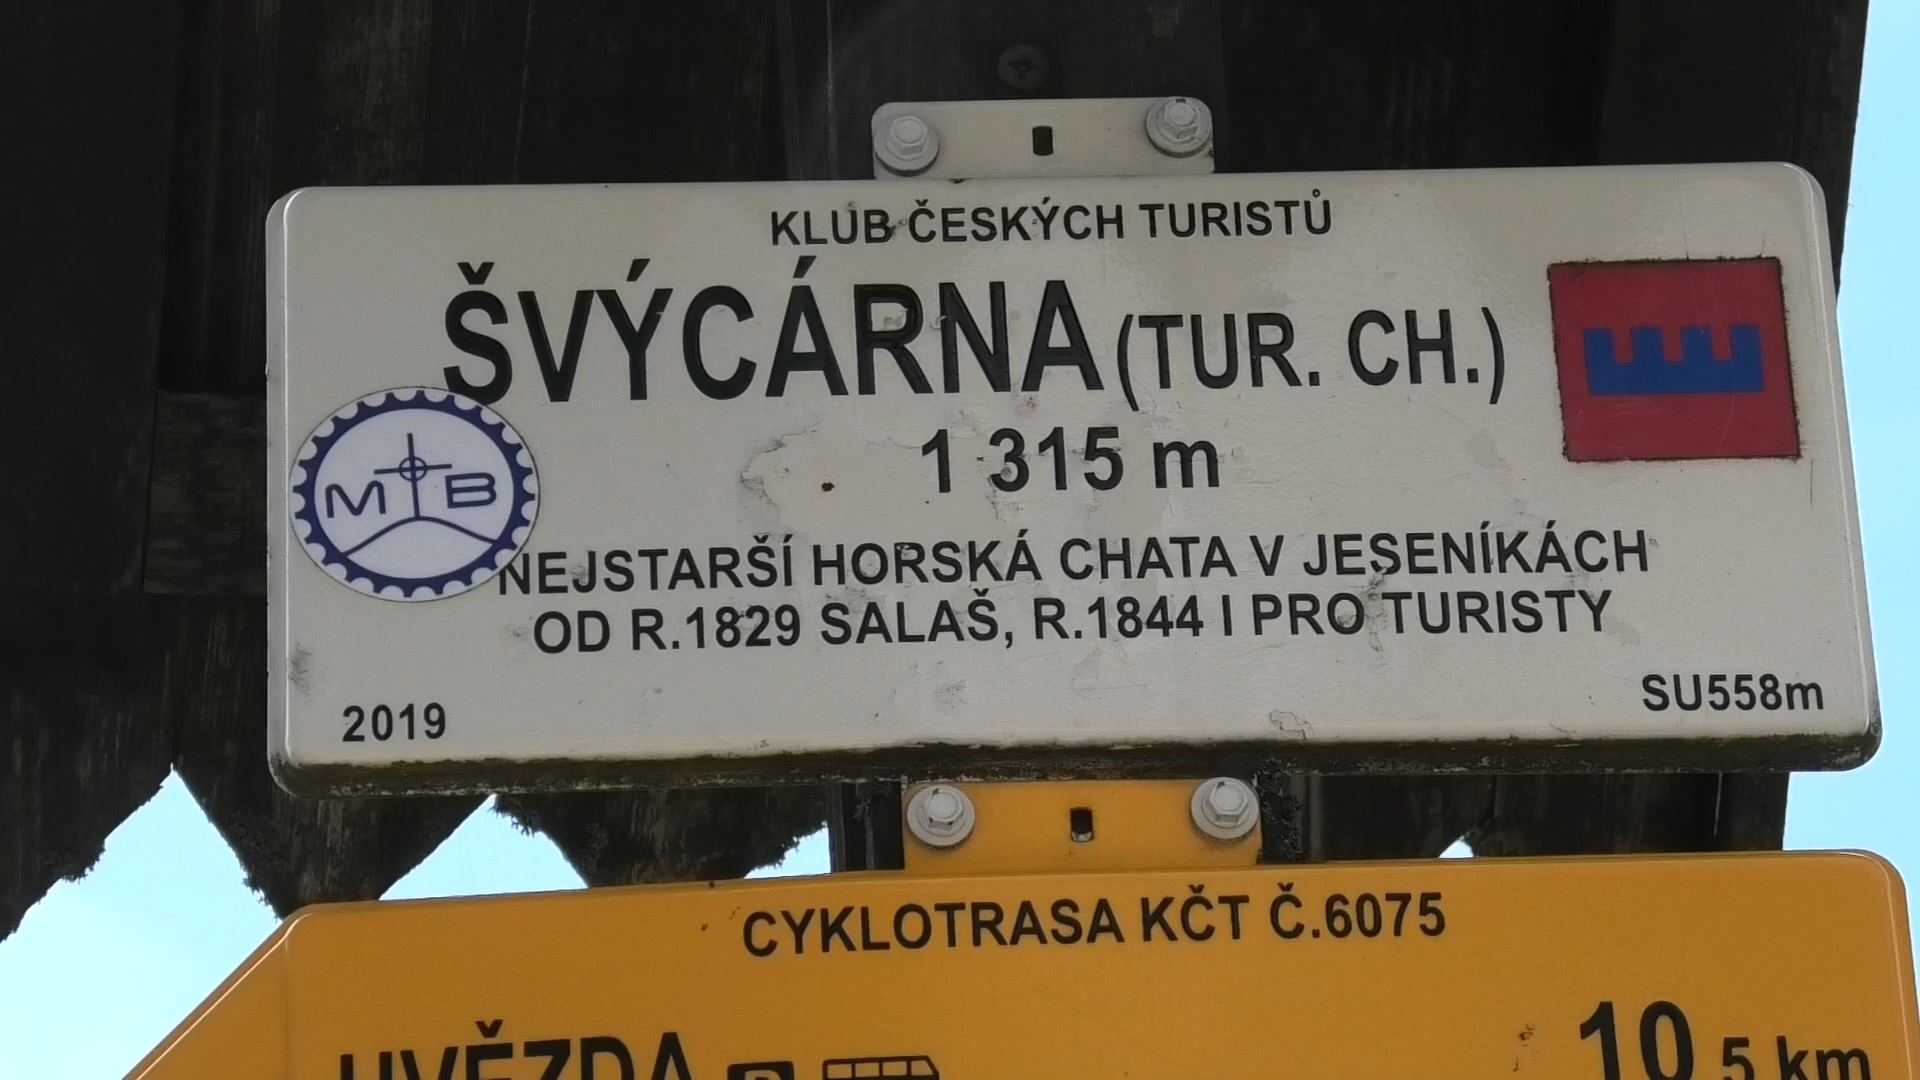 KLUB ČESKÝCH TURISTŮ
ŠVÝCÁRNA (TUR. CH.)
1 315 m
M B
NEJSTARŠÍ HORSKÁ CHATA V JESENÍKÁCH
OD R.1829 SALAŠ, R.1844 I PRO TURISTY
2019
SU558m
CYKLOTRASA KČT Č.6075
HVĚZDA P 10,5 km